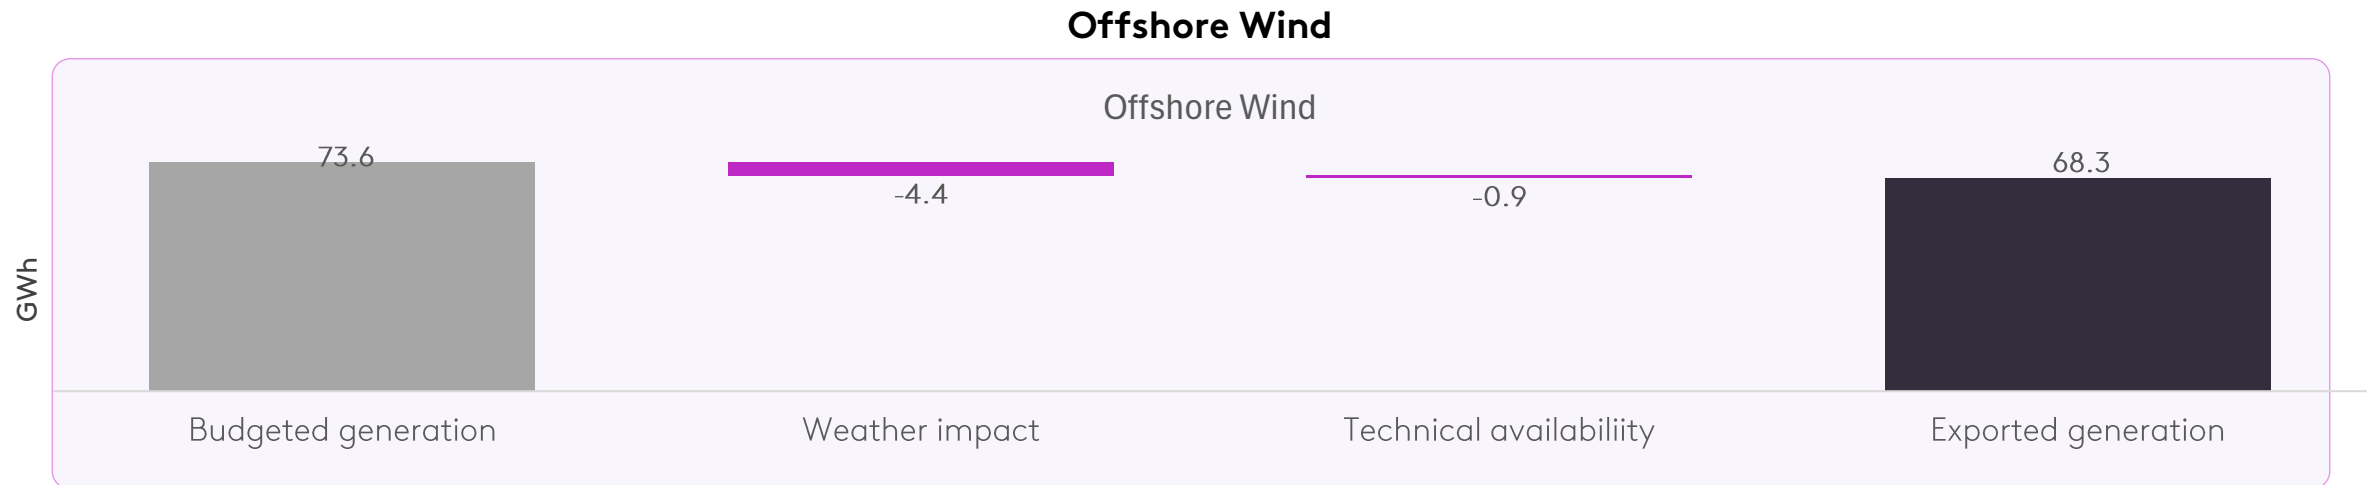 Offshore Wind
Offshore Wind
73.6
-4.4
-0.9
68.3
GWh
Budgeted generation
Weather impact
Technical availabiliity
Exported generation